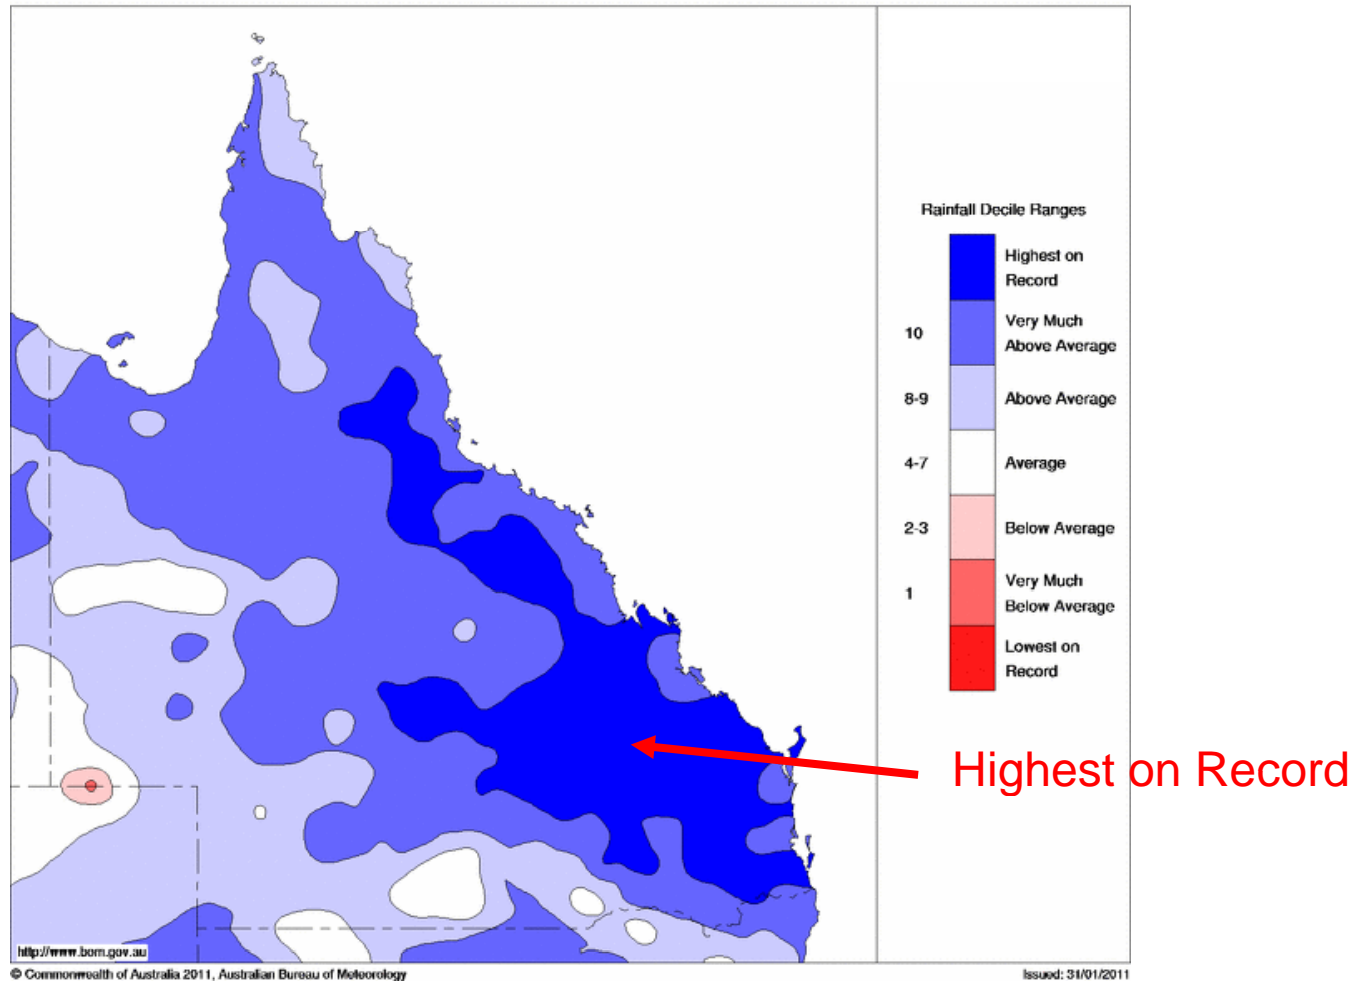 Rainfall Decile Ranges
Highest on
Record
10
Very Much
Above Average
8-9
Above Average
4-7
Average
2-3
Below Average
1
Very Much
Below Average
Lowest on
Record
Highest on Record
http://www.bom.gov.au
© Commonwealth of Australia 2011, Australian Bureau of Meteorology
Issued: 31/01/2011